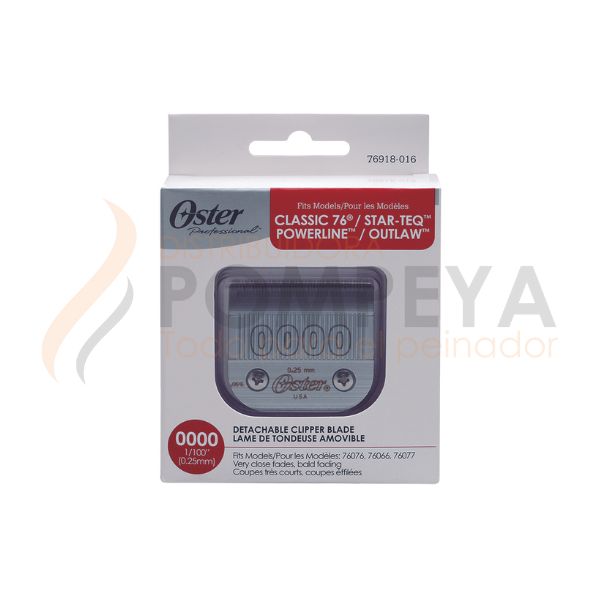 76918-016
Oster
Professional®
Fits Models/Pour les Modèles
CLASSIC 76® / STAR-TEQ™
POWERLINE™ / OUTLAW™
DISTRIBUIDORA
POMPEYA
Todo para el peinador
0000
0.25 mm
Oster®
USA
0000
1/100"
(0.25mm)
DETACHABLE CLIPPER BLADE
LAME DE TONDEUSE AMOVIBLE
Fits Models/Pour les Modèles: 76076, 76066, 76077
Very close fades, bald fading
Coupes très courts, coupes effilées